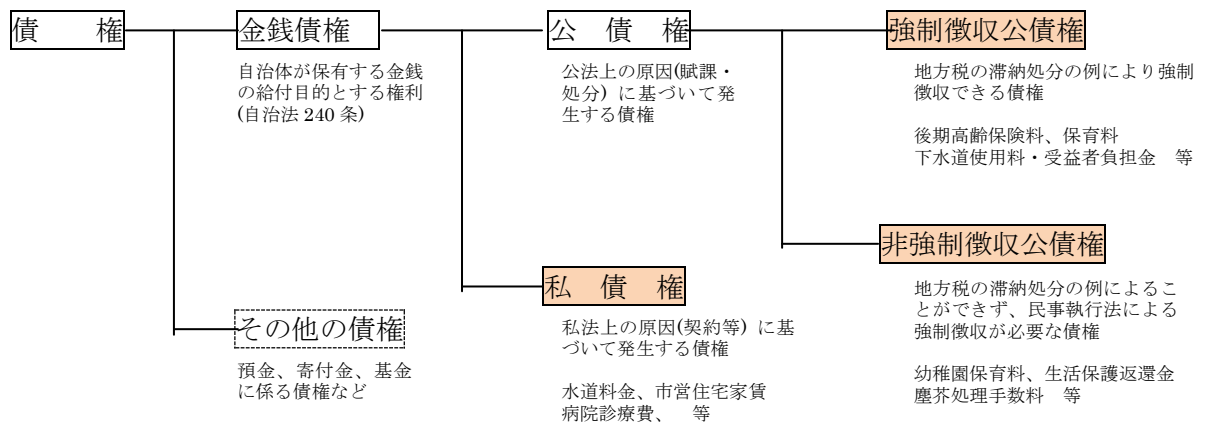 債　　権
金銭債権
自治体が保有する金銭
の給付目的とする権利
(自治法 240 条)
その他の債権
預金、寄付金、基金
に係る債権など
公　債　権
公法上の原因(賦課・
処分) に基づいて発
生する債権
私　債　権
私法上の原因(契約等) に基
づいて発生する債権
水道料金、市営住宅家賃
病院診療費、　等
強制徴収公債権
地方税の滞納処分の例により強制
徴収できる債権
後期高齢保険料、保育料
下水道使用料・受益者負担金　等
非強制徴収公債権
地方税の滞納処分の例によるこ
とができず、民事執行法による
強制徴収が必要な債権
幼稚園保育料、生活保護返還金
塵芥処理手数料　等